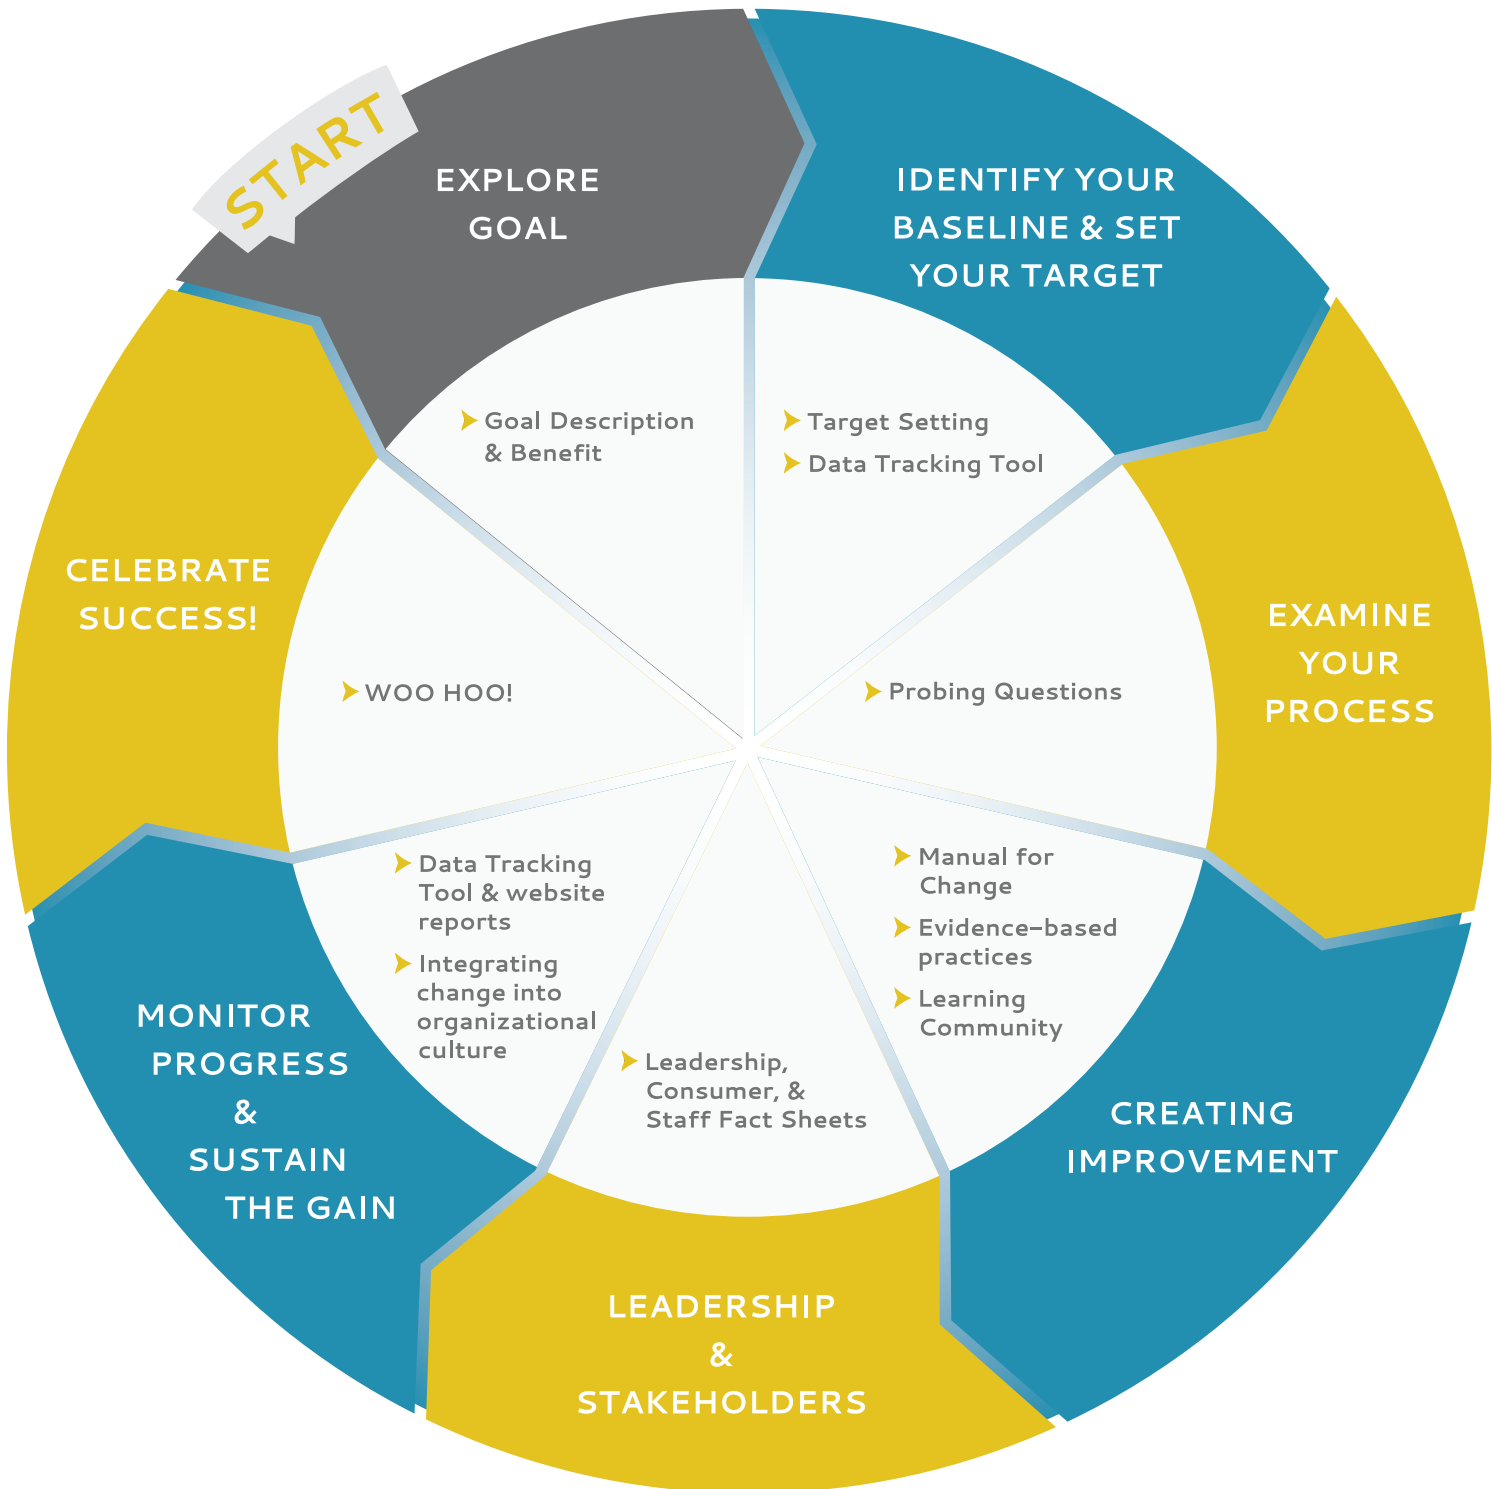 START
EXPLORE
GOAL
Goal Description
& Benefit
IDENTIFY YOUR
BASELINE & SET
YOUR TARGET
Target Setting
Data Tracking Tool
EXAMINE
YOUR
PROCESS
Probing Questions
CREATING
IMPROVEMENT
Manual for
Change
Evidence-based
practices
Learning
Community
LEADERSHIP
&
STAKEHOLDERS
Leadership,
Consumer, &
Staff Fact Sheets
MONITOR
PROGRESS
&
SUSTAIN
THE GAIN
Data Tracking
Tool & website
reports
Integrating
change into
organizational
culture
CELEBRATE
SUCCESS!
WOO HOO!